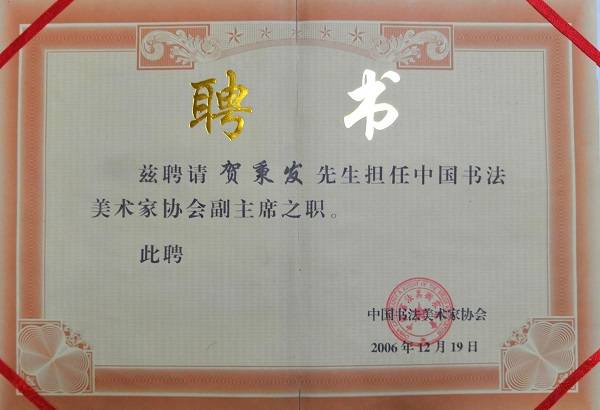 聘书
兹聘请 贺秉发 先生担任中国书法
美术家协会副主席之职。
此聘
中国书法美术家协会
2006年12月19日